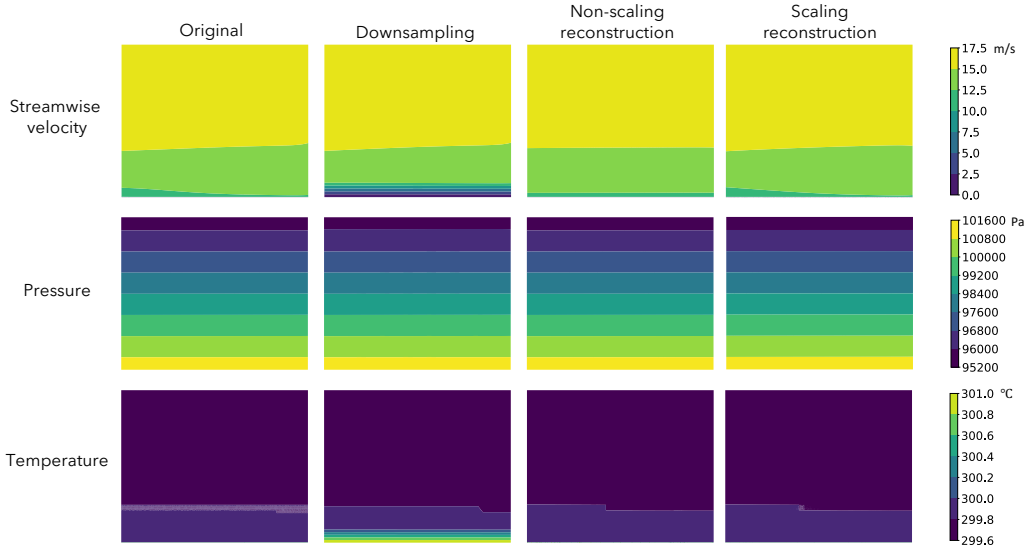 Original
Downsampling
Non-scaling
reconstruction
Scaling
reconstruction
Streamwise
velocity
17.5 m/s
15.0
12.5
10.0
7.5
5.0
2.5
0.0
Pressure
101600 Pa
100800
100000
99200
98400
97600
96800
96000
95200
Temperature
301.0 °C
300.8
300.6
300.4
300.2
300.0
299.8
299.6